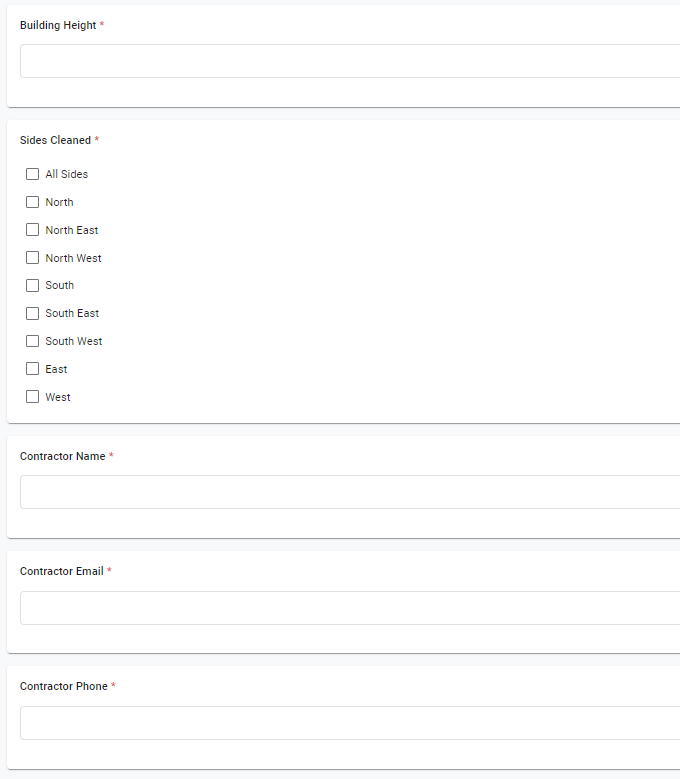 Building Height *
Sides Cleaned *
All Sides
North
North East
North West
South
South East
South West
East
West
Contractor Name *
Contractor Email *
Contractor Phone *